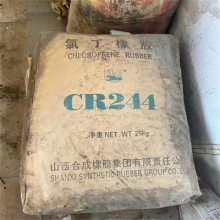 氯丁橡胶
CHLOROPRENE RUBBER
CR244
净重 NET. WT 25kg
山西合成橡胶集团有限责任公司
SHANXI SYNTHETIC RUBBER GROUP CO., LTD.